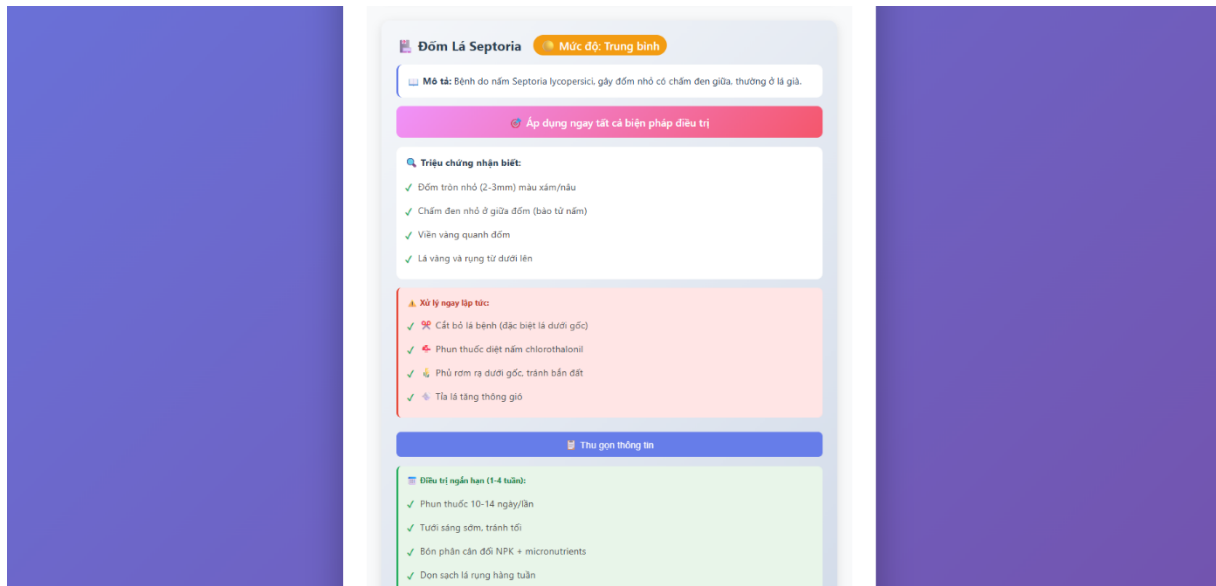 Đốm Lá Septoria
Mức độ: Trung bình
Mô tả: Bệnh do nấm Septoria lycopersici, gây đốm nhỏ có chấm đen giữa, thường ở lá già.
Áp dụng ngay tất cả biện pháp điều trị
Triệu chứng nhận biết:
✓ Đốm tròn nhỏ (2-3mm) màu xám/nâu
✓ Chấm đen nhỏ ở giữa đốm (bào tử nấm)
✓ Viền vàng quanh đốm
✓ Lá vàng và rụng từ dưới lên
Xử lý ngay lập tức:
✓ Cắt bỏ lá bệnh (đặc biệt lá dưới gốc)
✓ Phun thuốc diệt nấm chlorothalonil
✓ Phủ rơm rạ dưới gốc, tránh bắn đất
✓ Tỉa lá tăng thông gió
Thu gọn thông tin
Điều trị ngắn hạn (1-4 tuần):
✓ Phun thuốc 10-14 ngày/lần
✓ Tưới sáng sớm, tránh tối
✓ Bón phân cân đối NPK + micronutrients
✓ Dọn sạch lá rụng hàng tuần